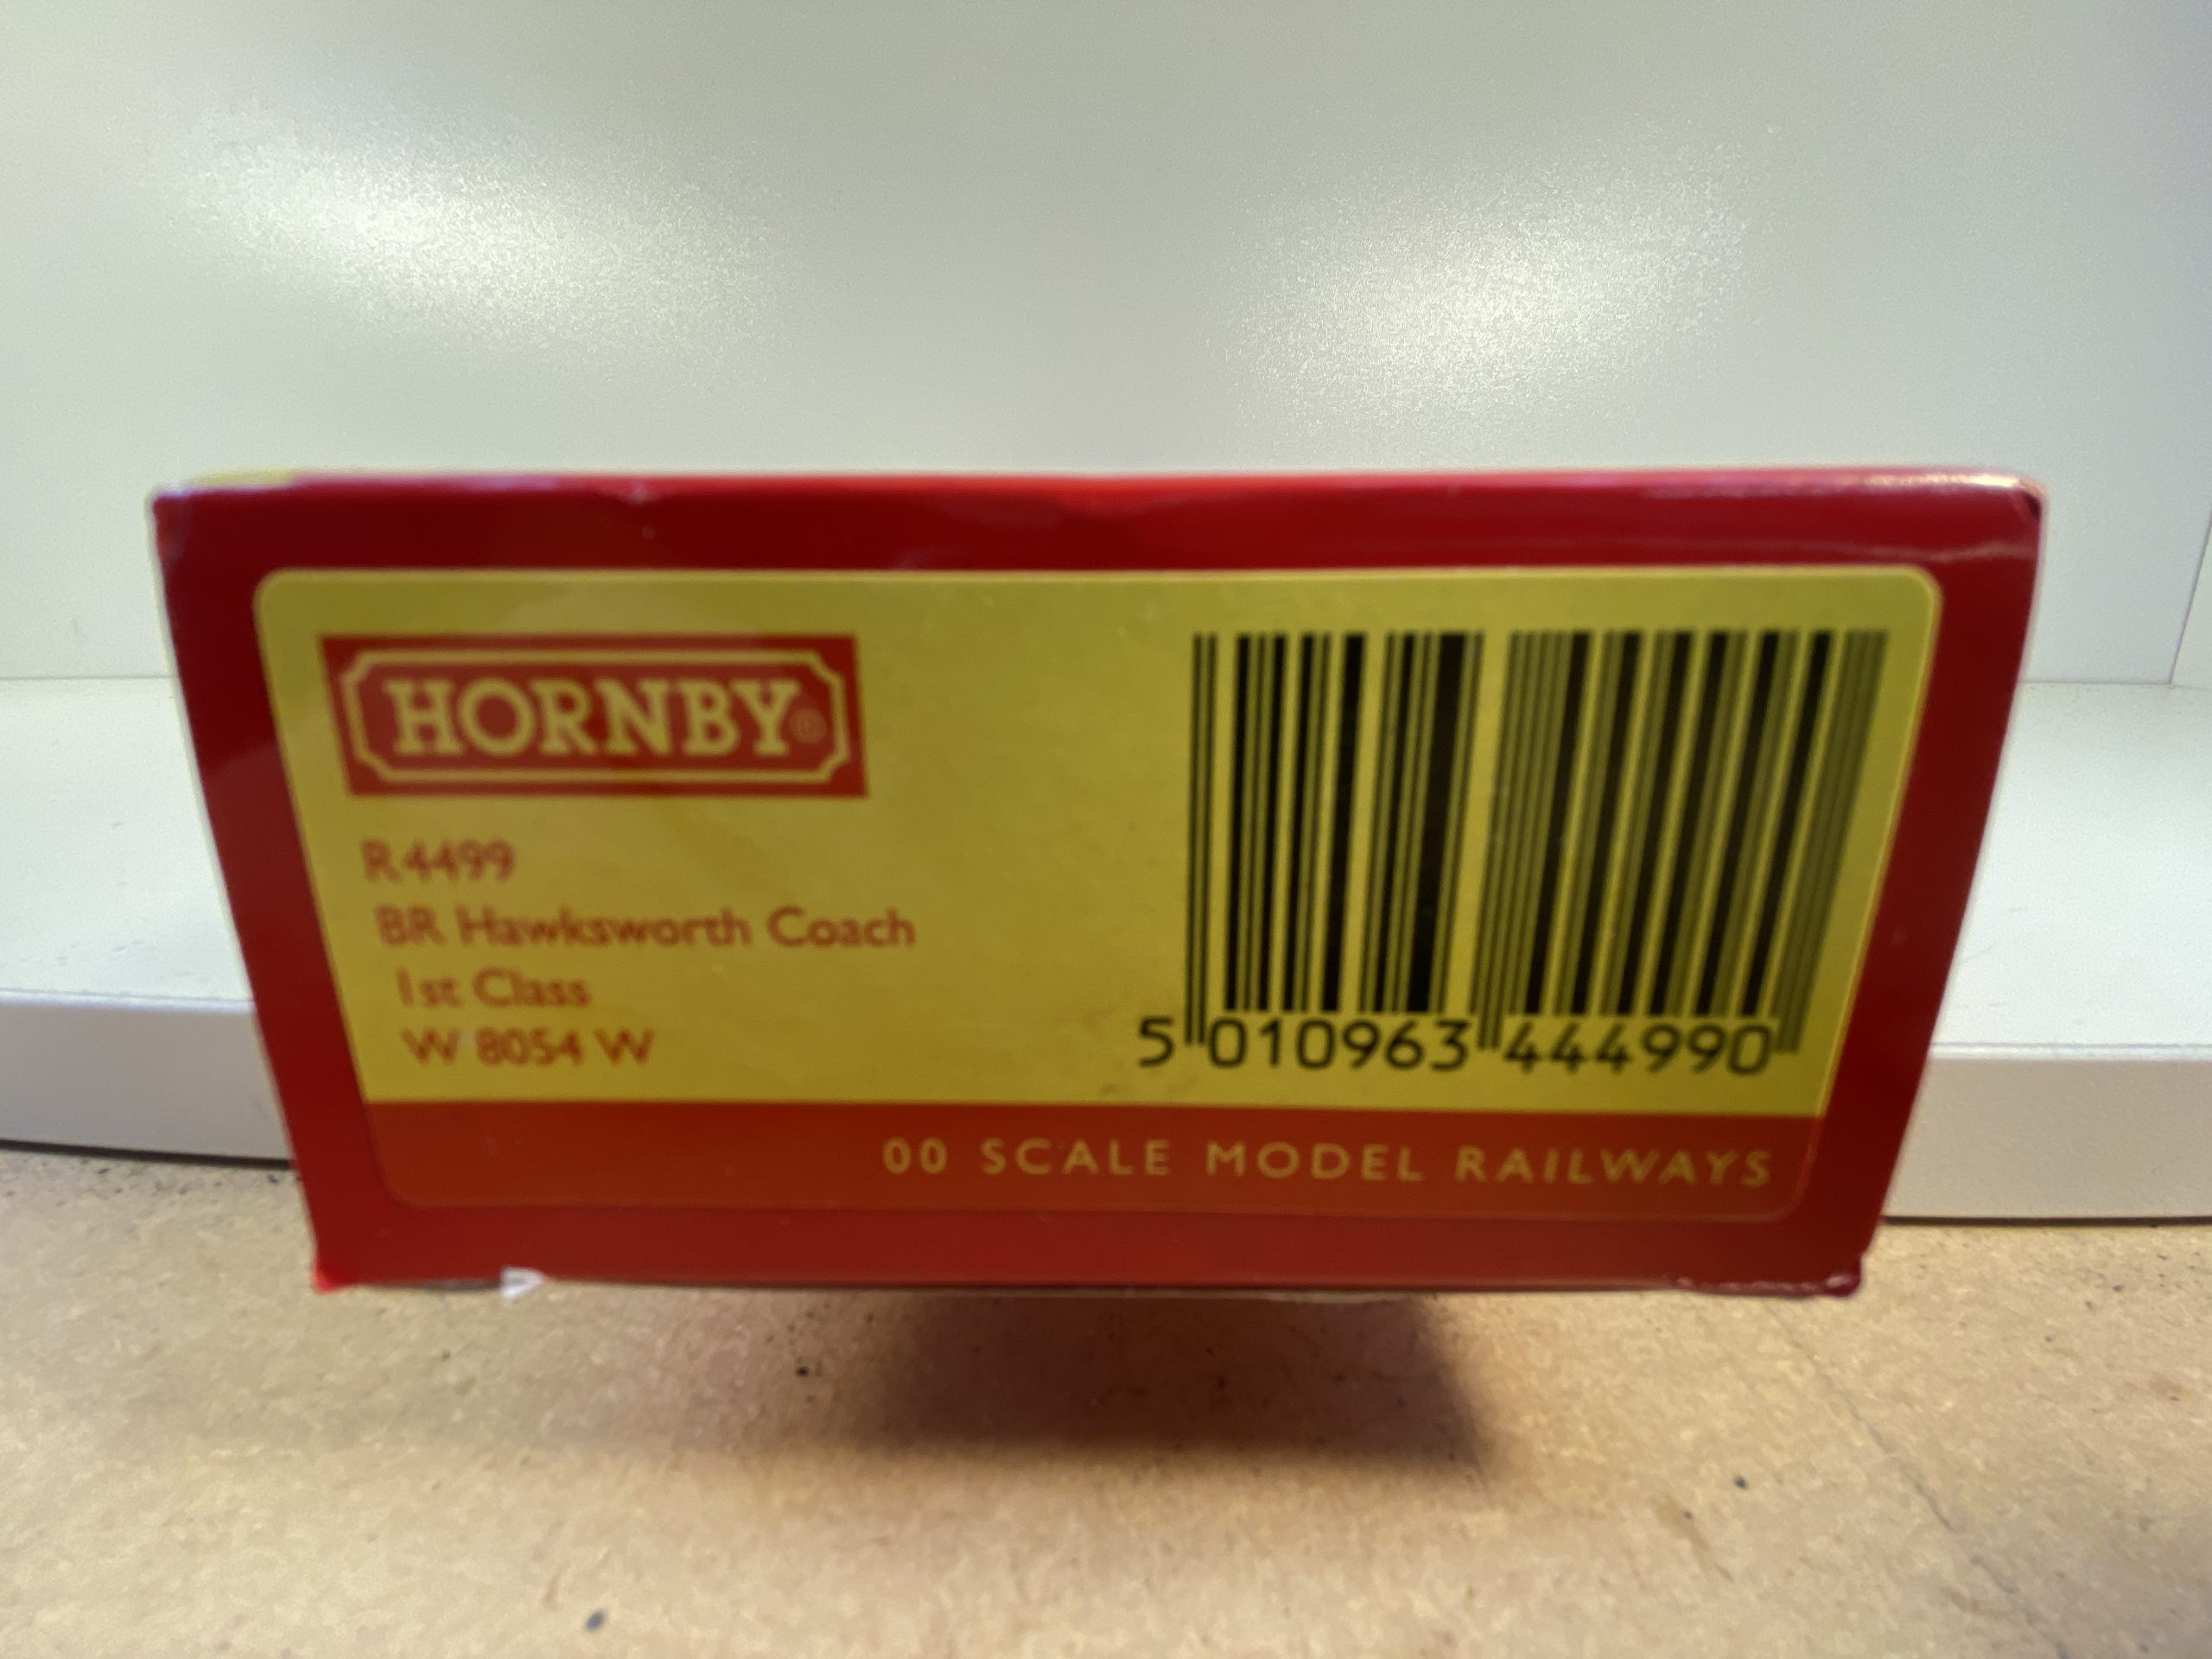 HORNBY®
R4499
BR Hawksworth Coach
1st Class
W 8054 W
5 010963 444990
00 SCALE MODEL RAILWAYS